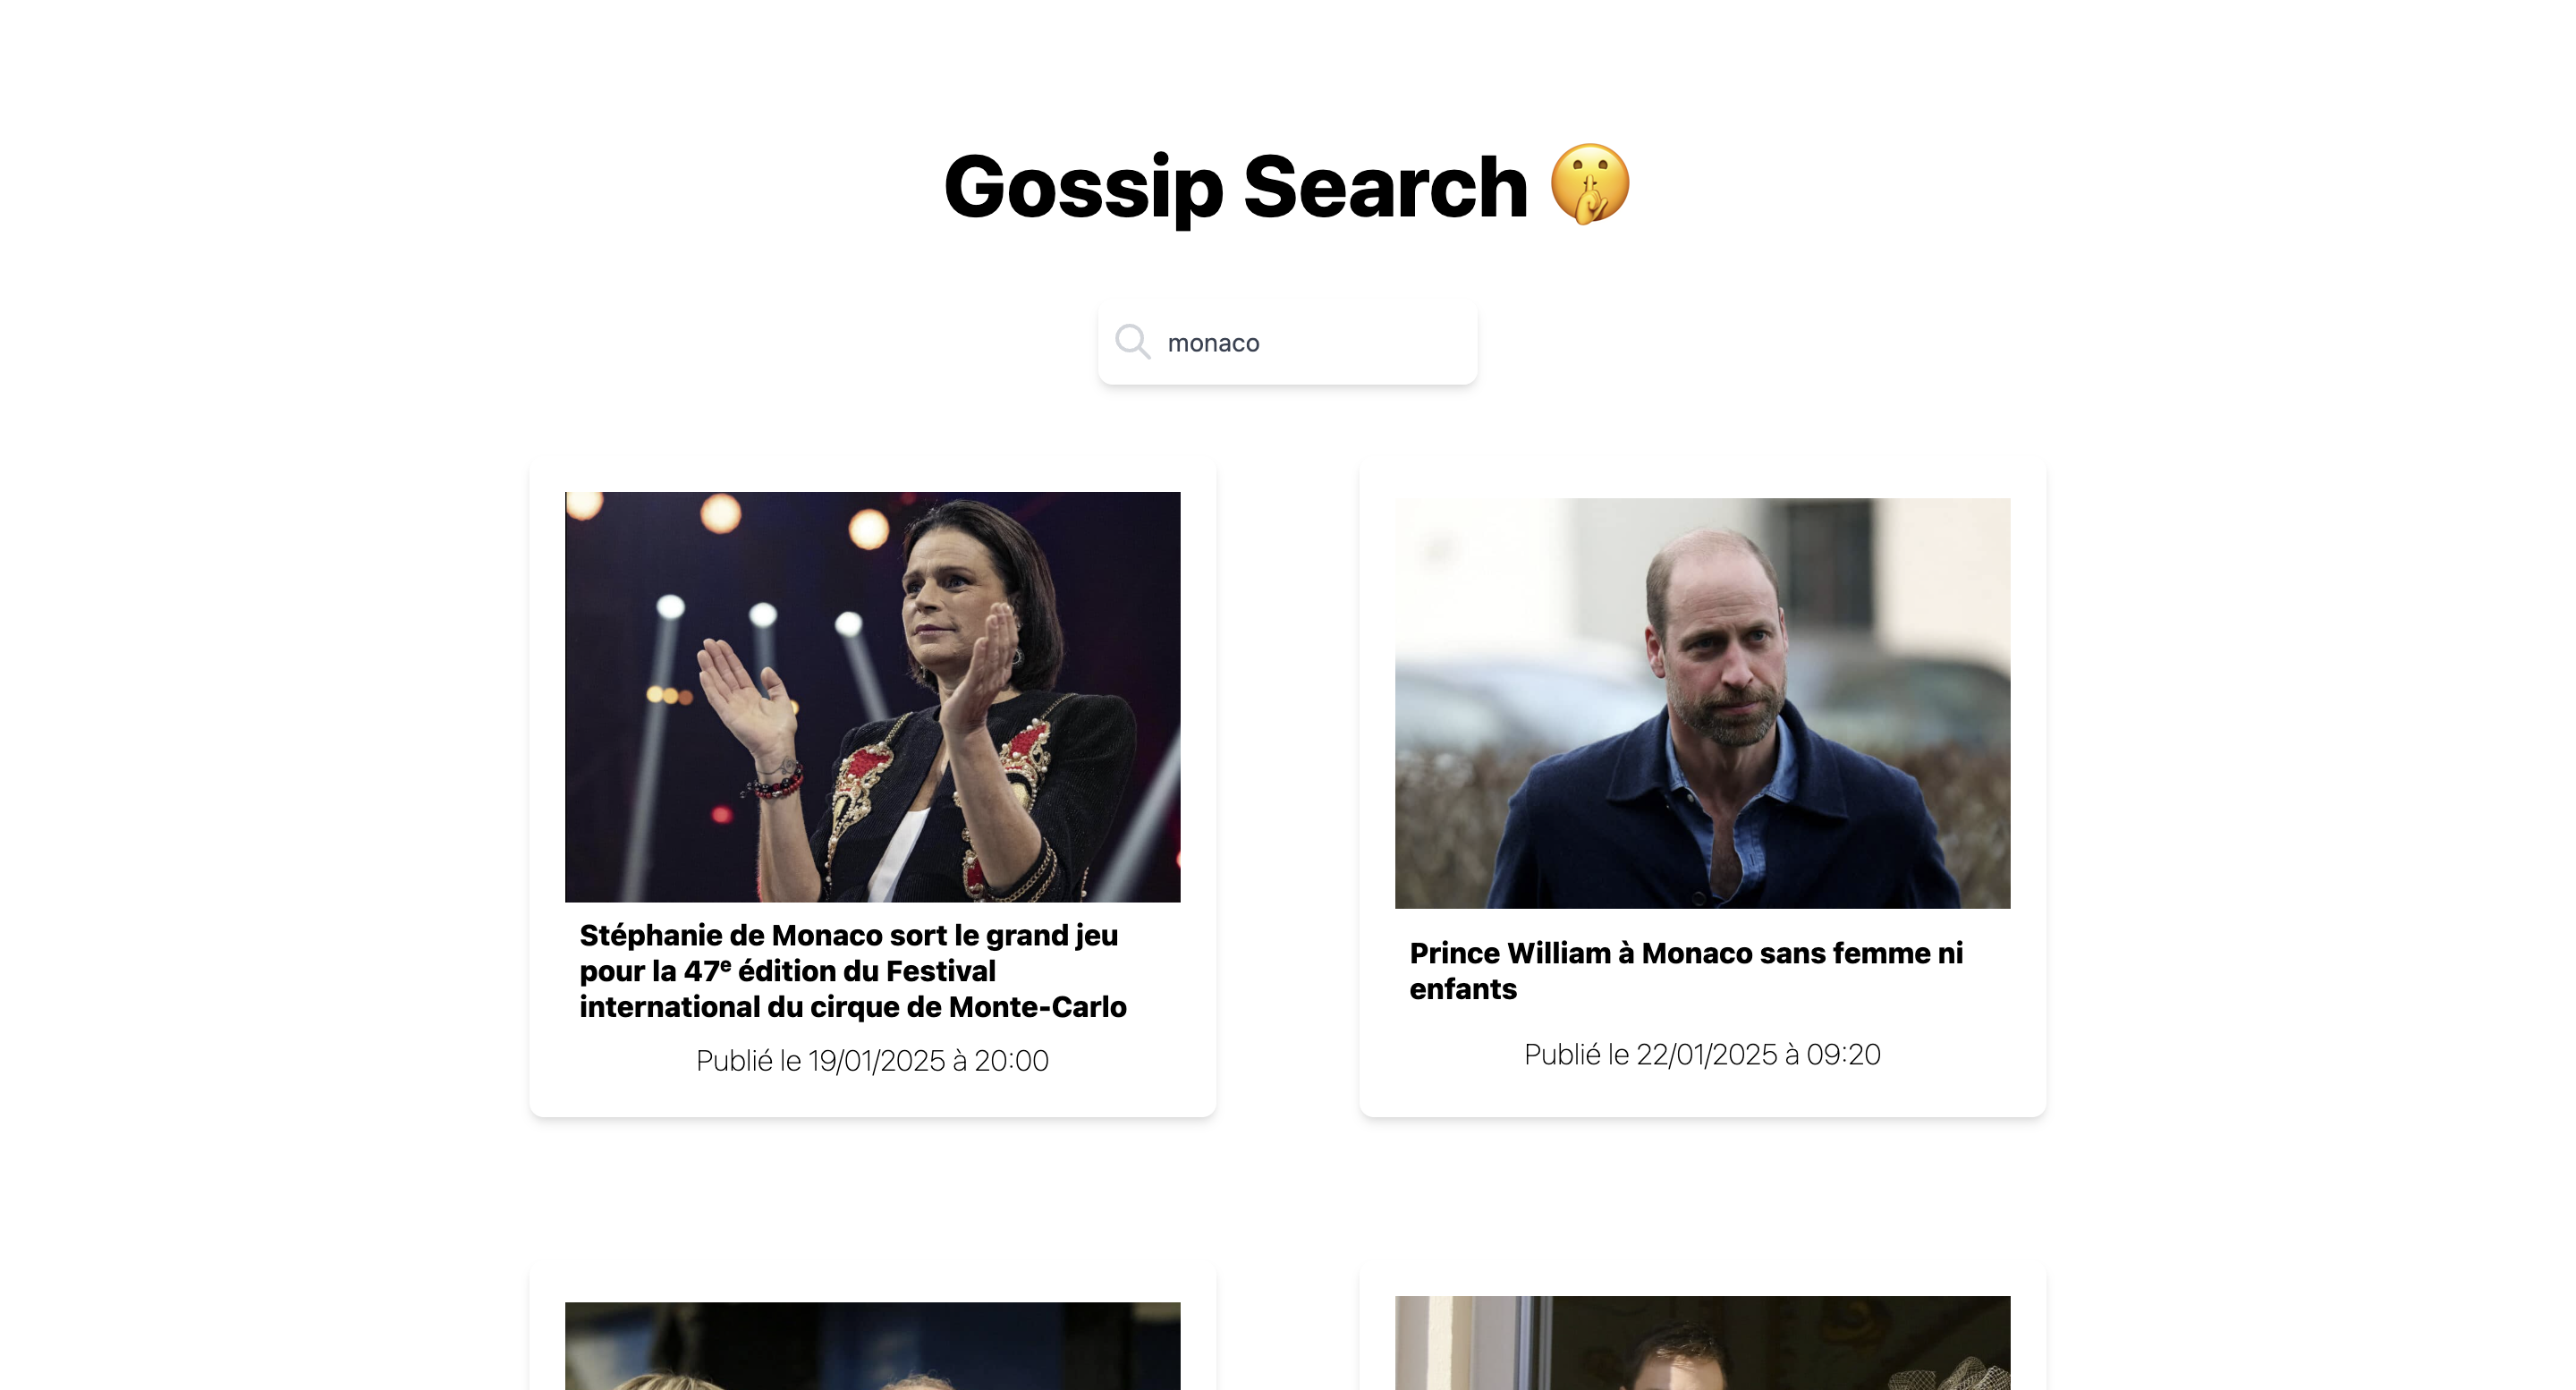 Gossip Search 🤫
monaco
Stéphanie de Monaco sort le grand jeu
pour la 47ᵉ édition du Festival
international du cirque de Monte-Carlo
Publié le 19/01/2025 à 20:00
Prince William à Monaco sans femme ni
enfants
Publié le 22/01/2025 à 09:20